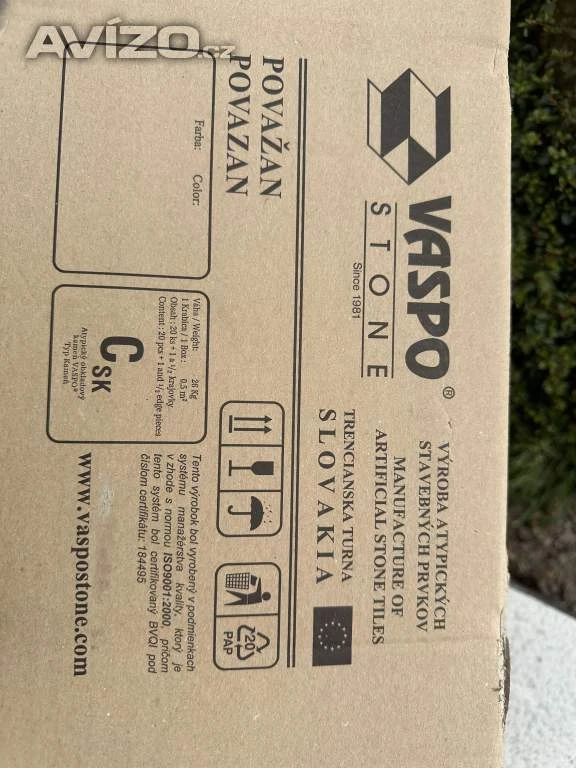 AVÍZO.cz
VASPO®
STONE
Since 1981
VÝROBA ATYPICKÝCH
STAVEBNÝCH PRVKOV
MANUFACTURE OF
ARTIFICIAL STONE TILES
TRENCIANSKA TURNA
SLOVAKIA
POVAŽAN
POVAZAN
Farba: Color:
Váha / Weight: 26 Kg
1 Krabica / 1 Box : 0,5 m²
Obsah : 20 ks + 1 a ½ krajovky
Content : 20 pcs + 1 and ½ edge pieces
C SK
Atypický obkladový
kameň VASPO®
Typ Kameň
20
PAP
Tento výrobok bol vyrobený v podmienkach
systému manažérstva kvality, ktorý je
v zhode s normou ISO9001:2000, pričom
tento systém bol certifikovaný BVQI pod
číslom certifikátu: 184495
www.vaspostone.com